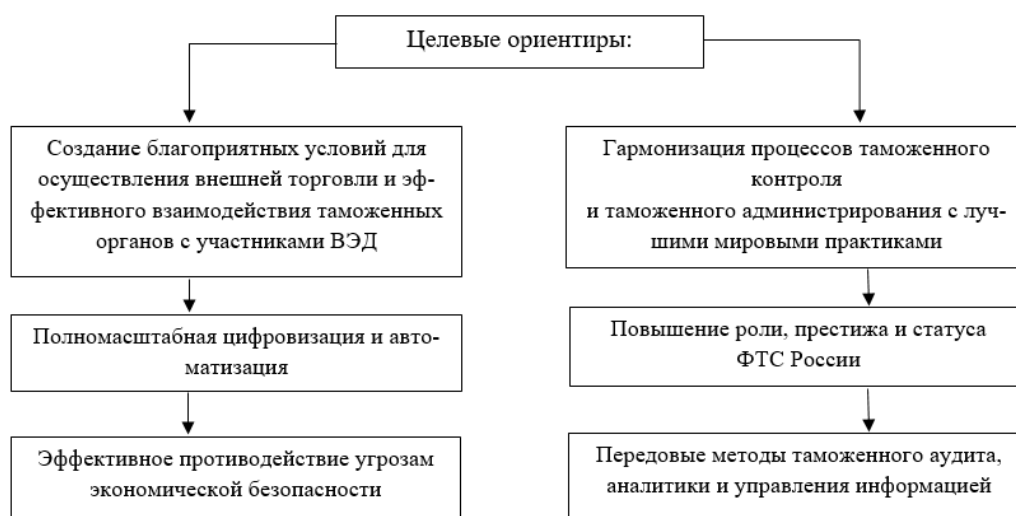 Целевые ориентиры:
Создание благоприятных условий для
осуществления внешней торговли и эф-
фективного взаимодействия таможенных
органов с участниками ВЭД
Полномасштабная цифровизация и авто-
матизация
Эффективное противодействие угрозам
экономической безопасности
Гармонизация процессов таможенного
контроля
и таможенного администрирования с луч-
шими мировыми практиками
Повышение роли, престижа и статуса
ФТС России
Передовые методы таможенного аудита,
аналитики и управления информацией